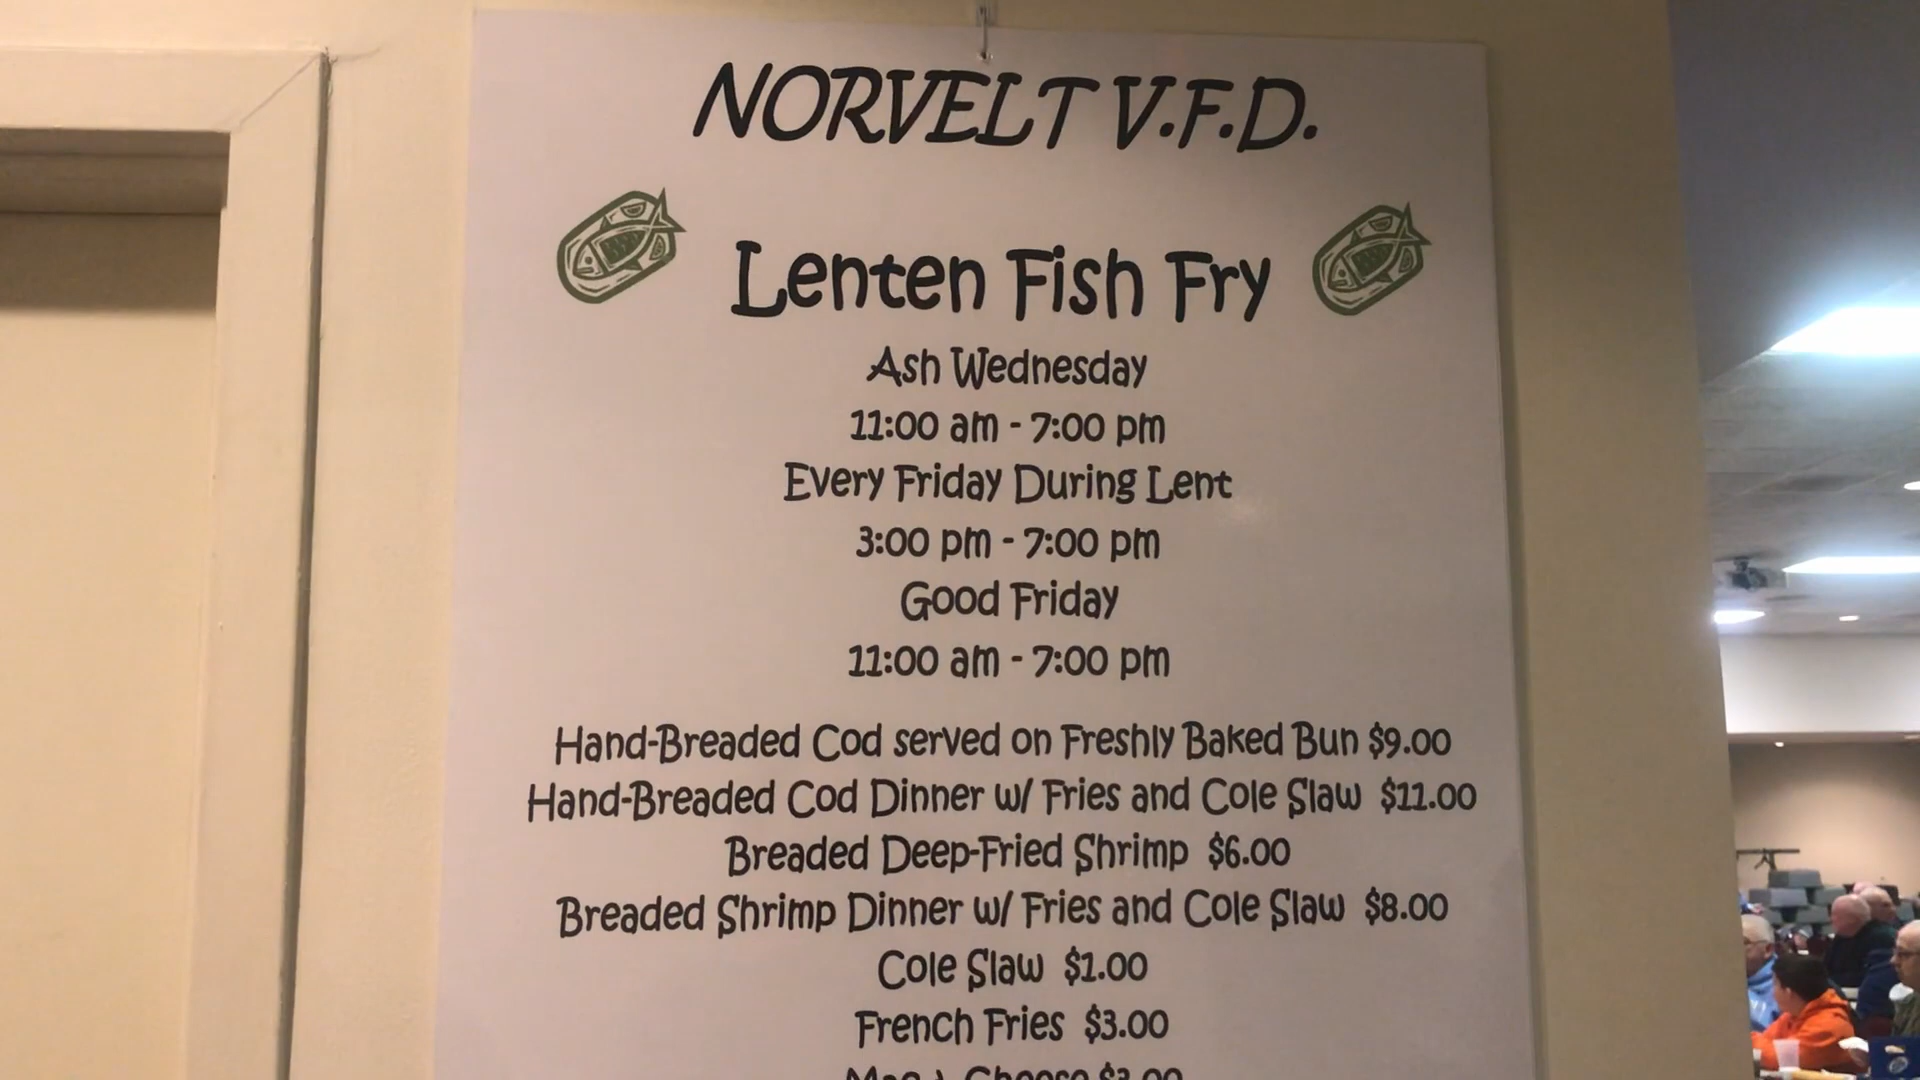 NORVELT V.F.D.
Lenten Fish Fry
Ash Wednesday
11:00 am - 7:00 pm
Every Friday During Lent
3:00 pm - 7:00 pm
Good Friday
11:00 am - 7:00 pm
Hand-Breaded Cod served on Freshly Baked Bun $9.00
Hand-Breaded Cod Dinner w/ Fries and Cole Slaw $11.00
Breaded Deep-Fried Shrimp $6.00
Breaded Shrimp Dinner w/ Fries and Cole Slaw $8.00
Cole Slaw $1.00
French Fries $3.00
Cheese